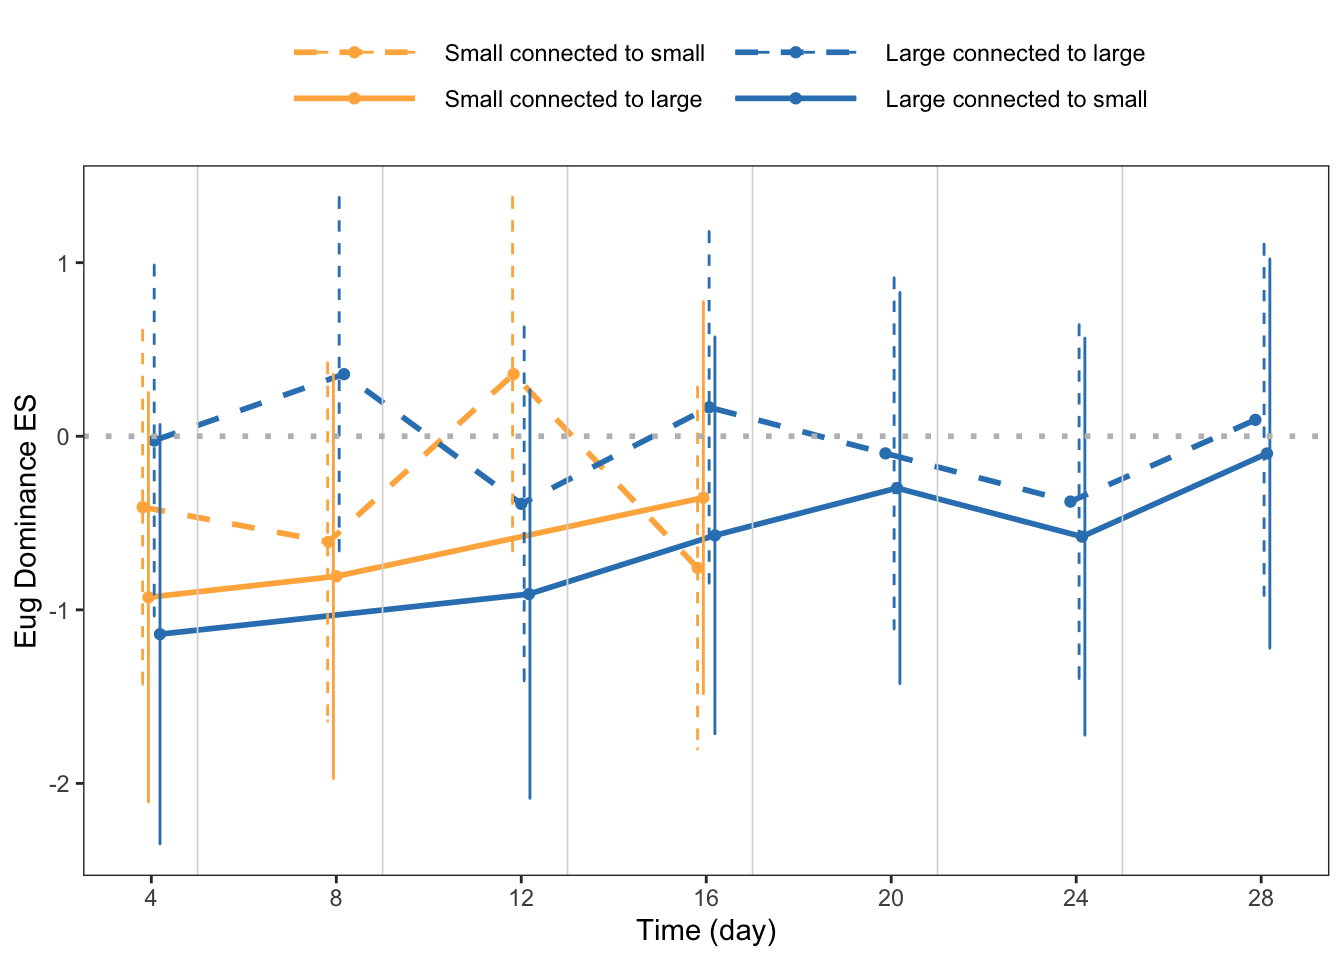 Small connected to small
Large connected to large
Small connected to large
Large connected to small
Eug Dominance ES
1
0
-1
-2
4 8 12 16 20 24 28
Time (day)